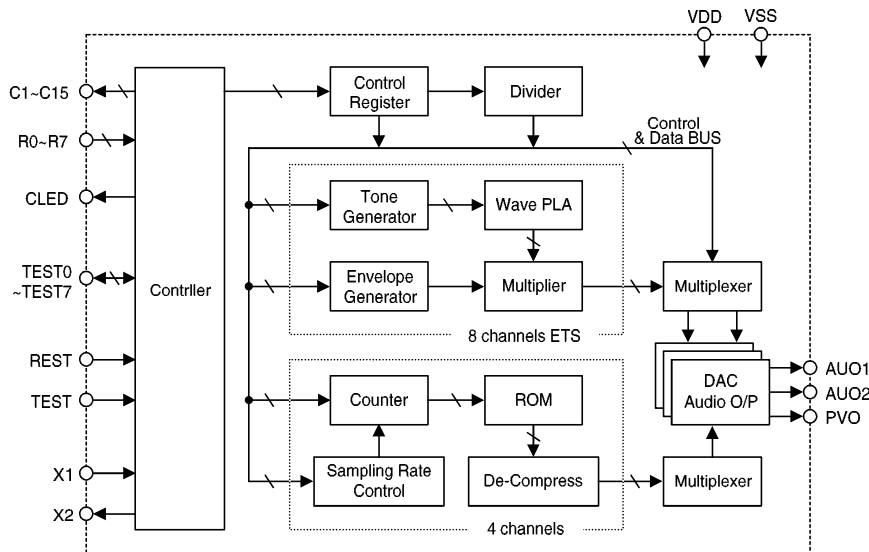 VDD
VSS
C1~C15
R0~R7
CLED
TEST0
~TEST7
REST
TEST
X1
X2
Contrller
Control
Register
Divider
Control
& Data BUS
Tone
Generator
Wave PLA
Envelope
Generator
Multiplier
Multiplexer
8 channels ETS
DAC
Audio O/P
AUO1
AUO2
PVO
Counter
ROM
Sampling Rate
Control
De-Compress
Multiplexer
4 channels